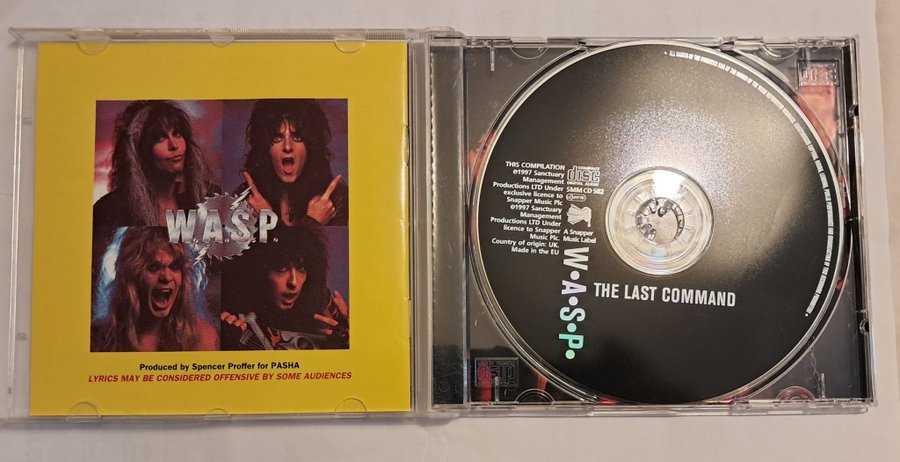 W.A.S.P.
Produced by Spencer Proffer for PASHA
LYRICS MAY BE CONSIDERED OFFENSIVE BY SOME AUDIENCES
THIS COMPILATION
©1997 Sanctuary
Management
Productions LTD Under
exclusive licence to
Snapper Music Plc
℗1997 Sanctuary
Management
Productions LTD Under
licence to Snapper
Music Plc.
Country of origin: UK.
Made in the EU
COMPACT
disc
DIGITAL AUDIO
SMM CD 502
A Snapper
Music Label
W•A•S•P•
THE LAST COMMAND